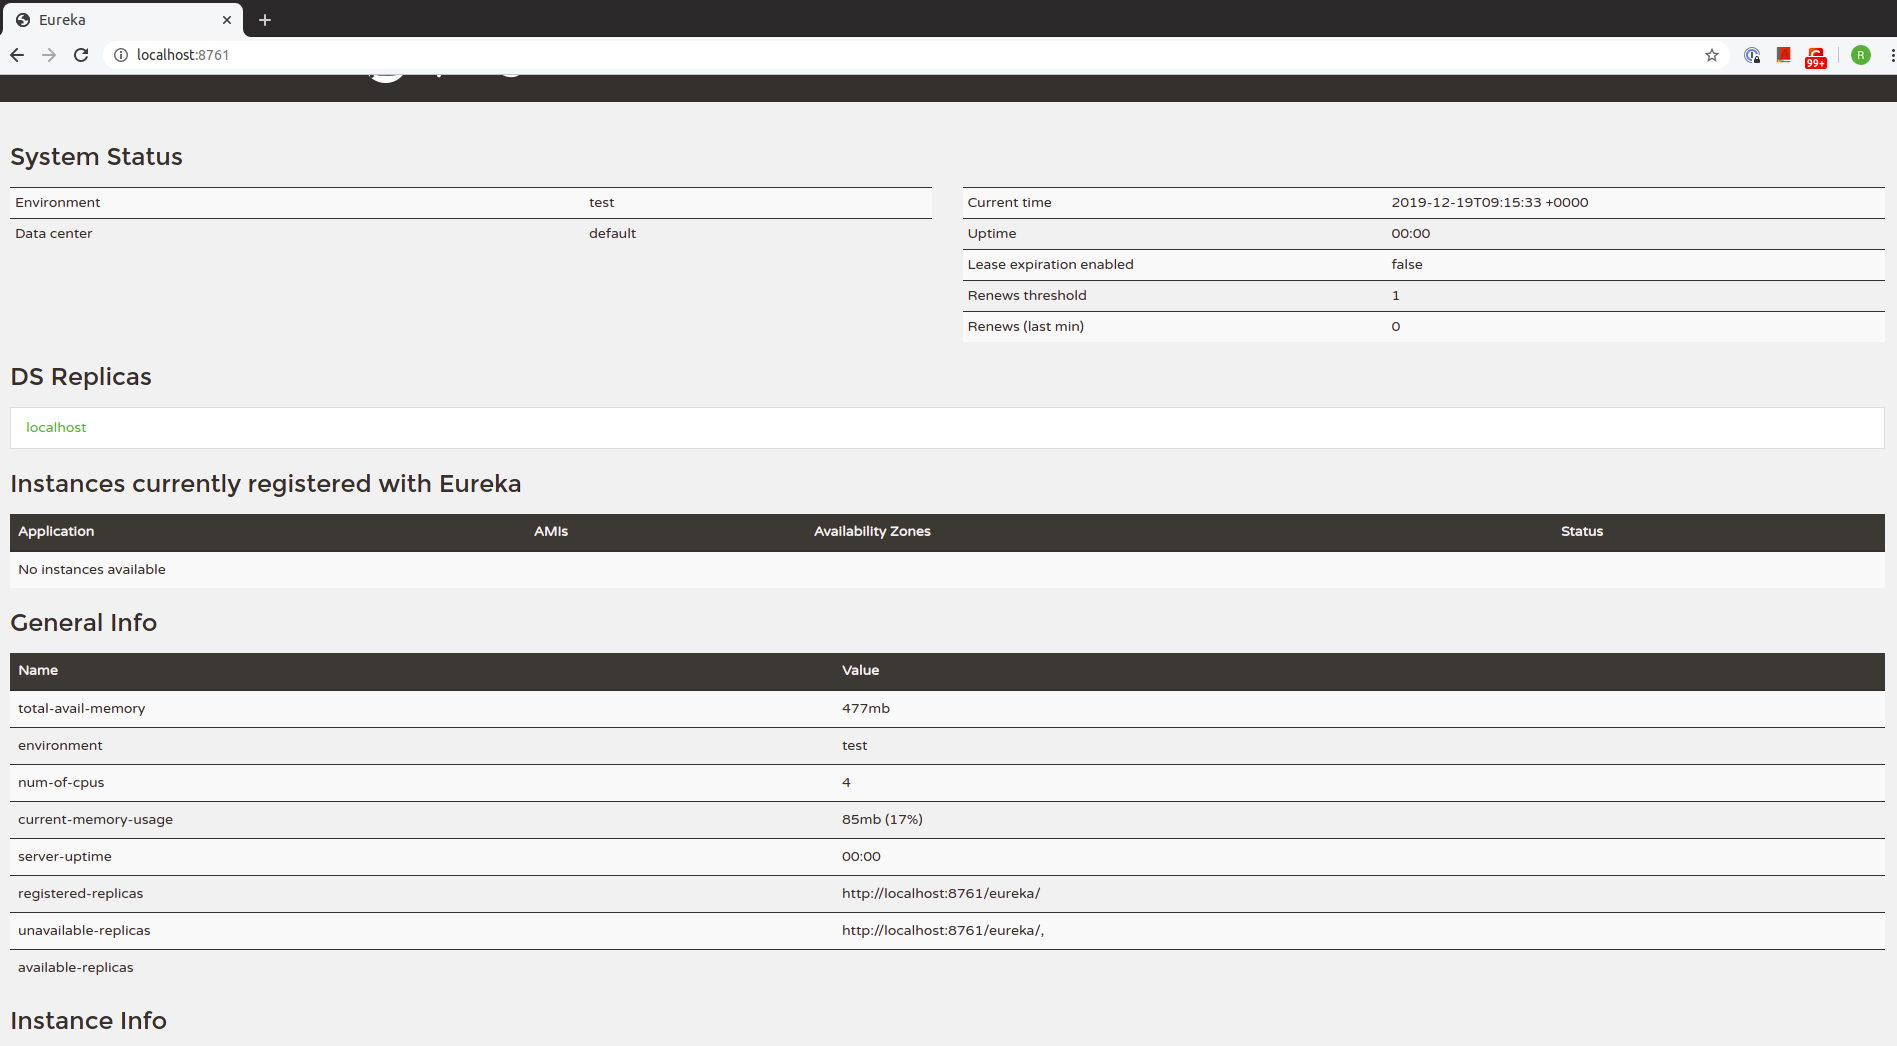 Eureka
localhost:8761
99+
R
System Status
Environment test
Data center default
Current time 2019-12-19T09:15:33 +0000
Uptime 00:00
Lease expiration enabled false
Renews threshold 1
Renews (last min) 0
DS Replicas
localhost
Instances currently registered with Eureka
Application AMIs Availability Zones Status
No instances available
General Info
Name Value
total-avail-memory 477mb
environment test
num-of-cpus 4
current-memory-usage 85mb (17%)
server-uptime 00:00
registered-replicas http://localhost:8761/eureka/
unavailable-replicas http://localhost:8761/eureka/,
available-replicas
Instance Info